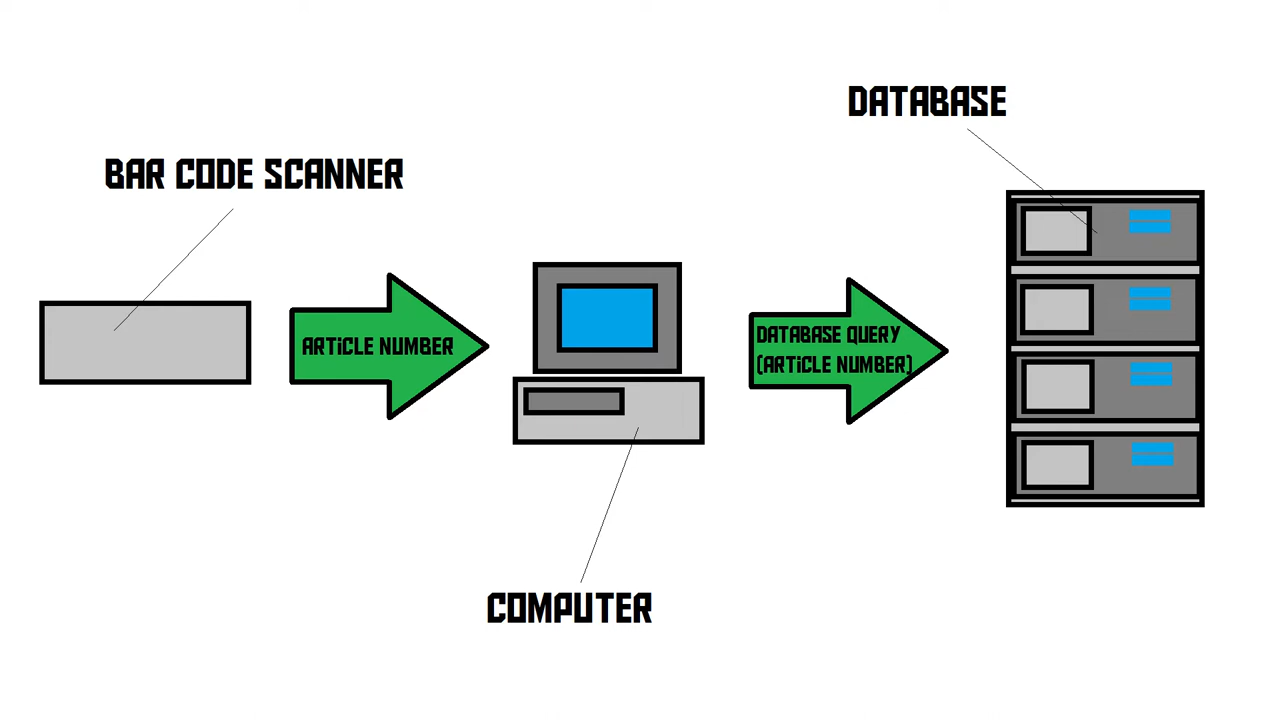 DATABASE
BAR CODE SCANNER
ARTiCLE NUMBER
DATABASE QUERY
(ARTiCLE NUMBER)
COMPUTER